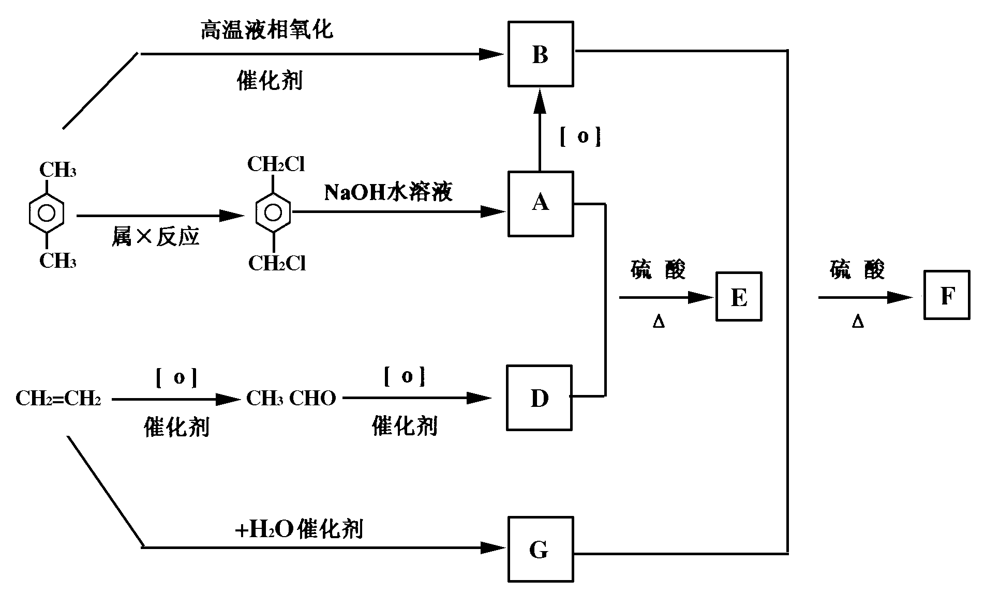 高温液相氧化
B
催化剂
[ o ]
CH3
CH2Cl
NaOH水溶液
A
属×反应
CH3
CH2Cl
硫 酸
E
硫 酸
F
Δ
Δ
[ o ]
[ o ]
CH2=CH2
CH3 CHO
D
催化剂
催化剂
+H2O催化剂
G